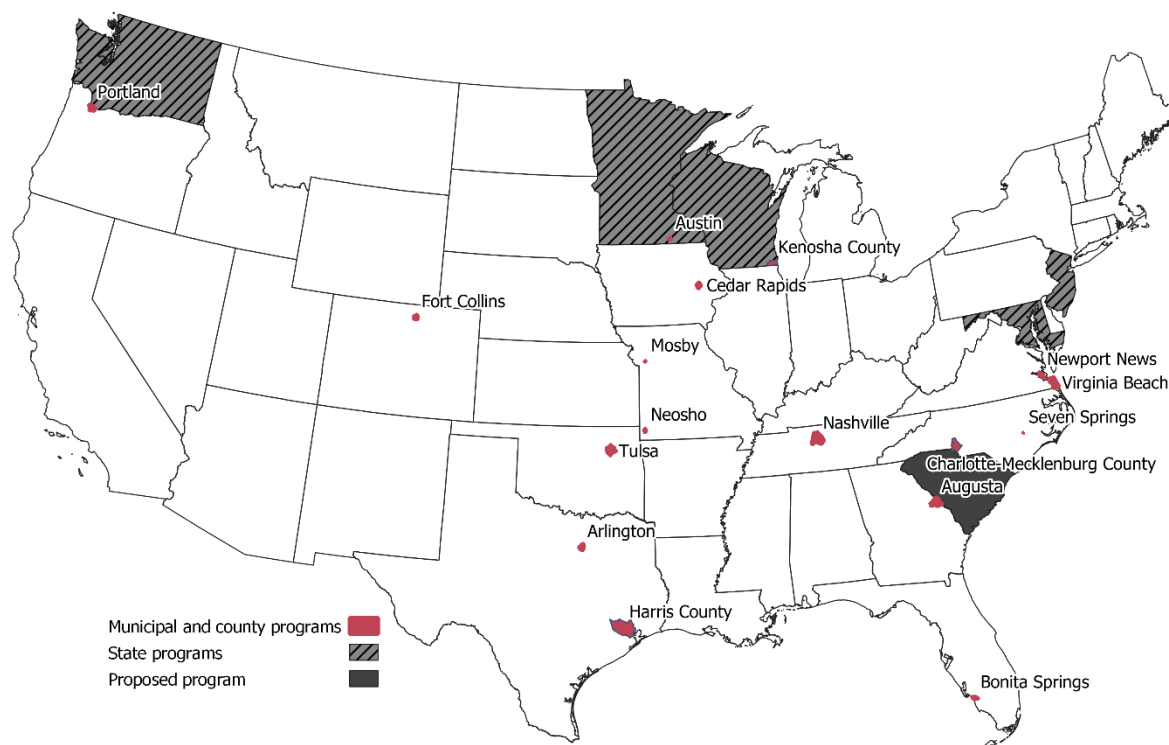 Portland
Austin
Kenosha County
Cedar Rapids
Fort Collins
Mosby
Newport News
Virginia Beach
Neosho
Nashville
Seven Springs
Tulsa
Charlotte-Mecklenburg County
Augusta
Arlington
Harris County
Municipal and county programs
State programs
Proposed program
Bonita Springs